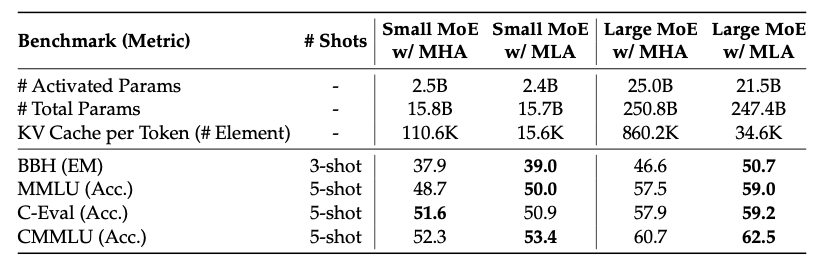 Benchmark (Metric) # Shots Small MoE w/ MHA Small MoE w/ MLA Large MoE w/ MHA Large MoE w/ MLA
# Activated Params - 2.5B 2.4B 25.0B 21.5B
# Total Params - 15.8B 15.7B 250.8B 247.4B
KV Cache per Token (# Element) - 110.6K 15.6K 860.2K 34.6K
BBH (EM) 3-shot 37.9 39.0 46.6 50.7
MMLU (Acc.) 5-shot 48.7 50.0 57.5 59.0
C-Eval (Acc.) 5-shot 51.6 50.9 57.9 59.2
CMMLU (Acc.) 5-shot 52.3 53.4 60.7 62.5